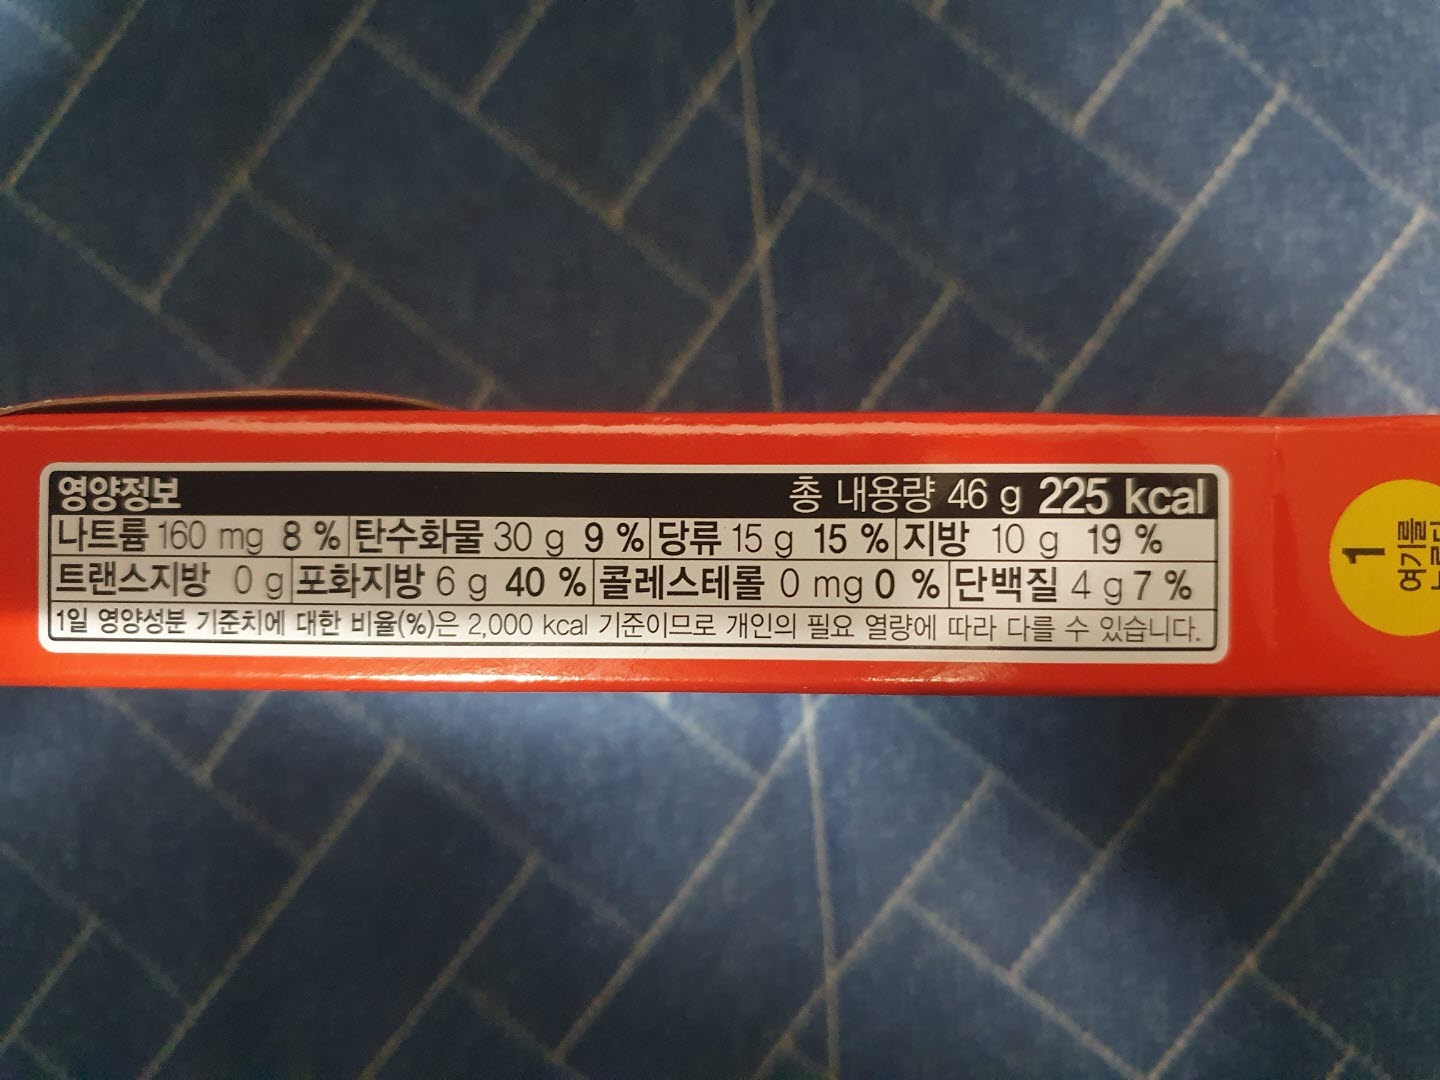 영양정보 총 내용량 46 g 225 kcal
나트륨 160 mg 8 % 탄수화물 30 g 9 % 당류 15 g 15 % 지방 10 g 19 %
트랜스지방 0 g 포화지방 6 g 40 % 콜레스테롤 0 mg 0 % 단백질 4 g 7 %
1일 영양성분 기준치에 대한 비율(%)은 2,000 kcal 기준이므로 개인의 필요 열량에 따라 다를 수 있습니다.
1
여기를